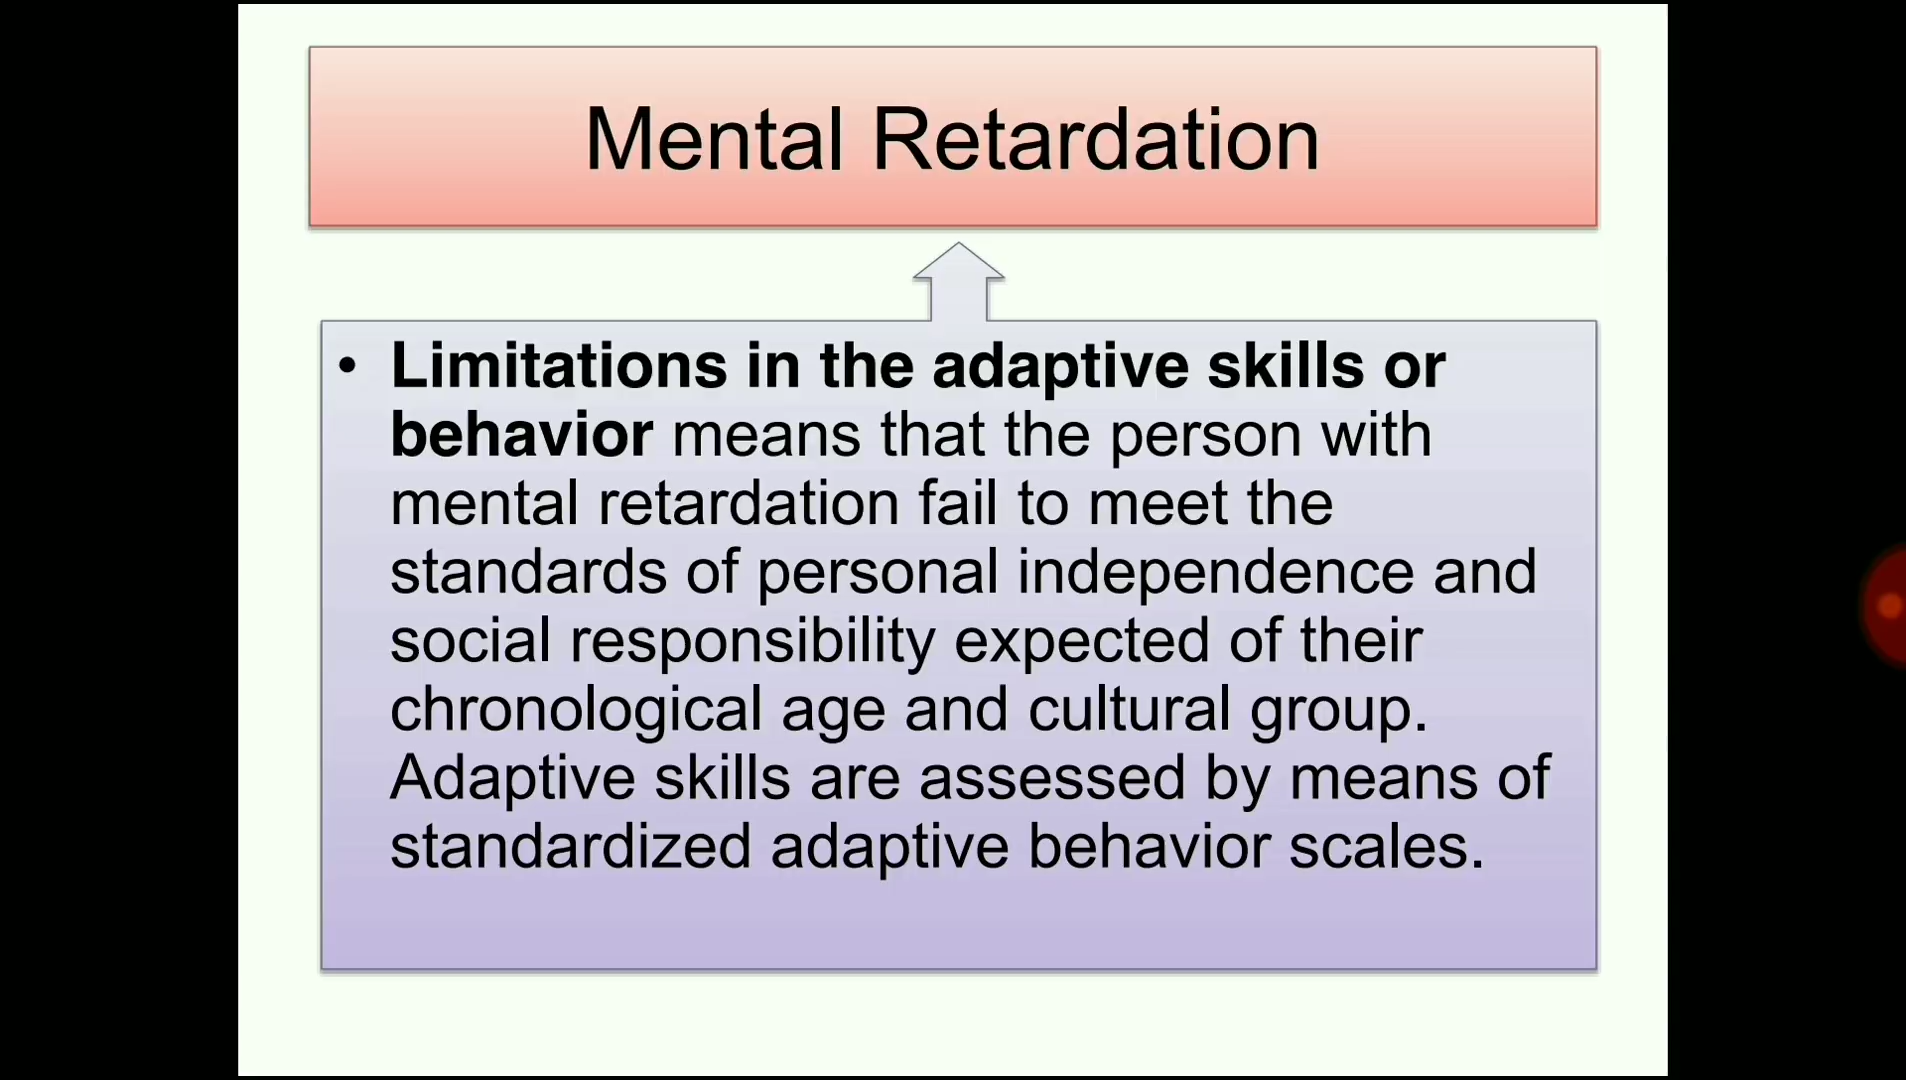 Mental Retardation
• Limitations in the adaptive skills or
behavior means that the person with
mental retardation fail to meet the
standards of personal independence and
social responsibility expected of their
chronological age and cultural group.
Adaptive skills are assessed by means of
standardized adaptive behavior scales.